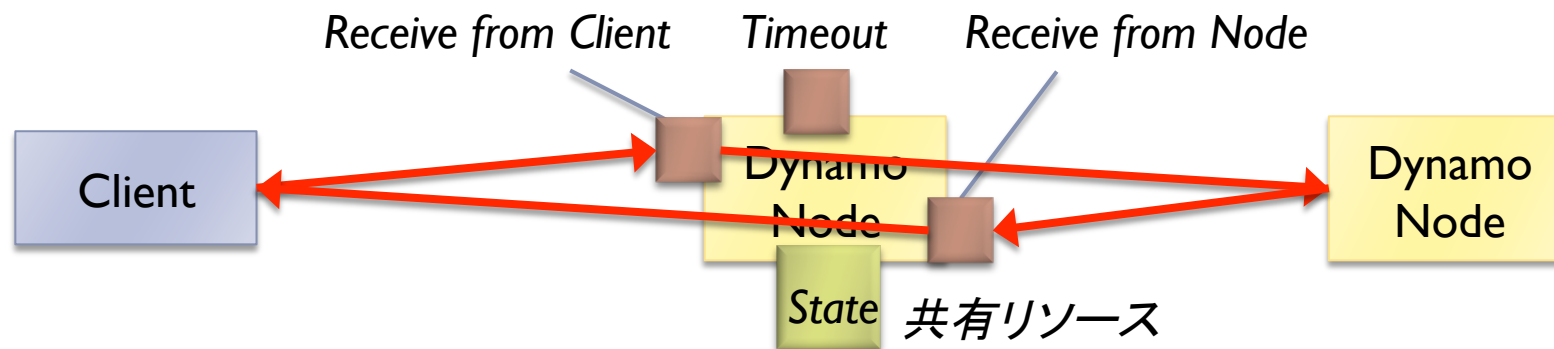 Receive from Client
Timeout
Receive from Node
Client
Dynamo
Node
Dynamo
Node
State
共有リソース